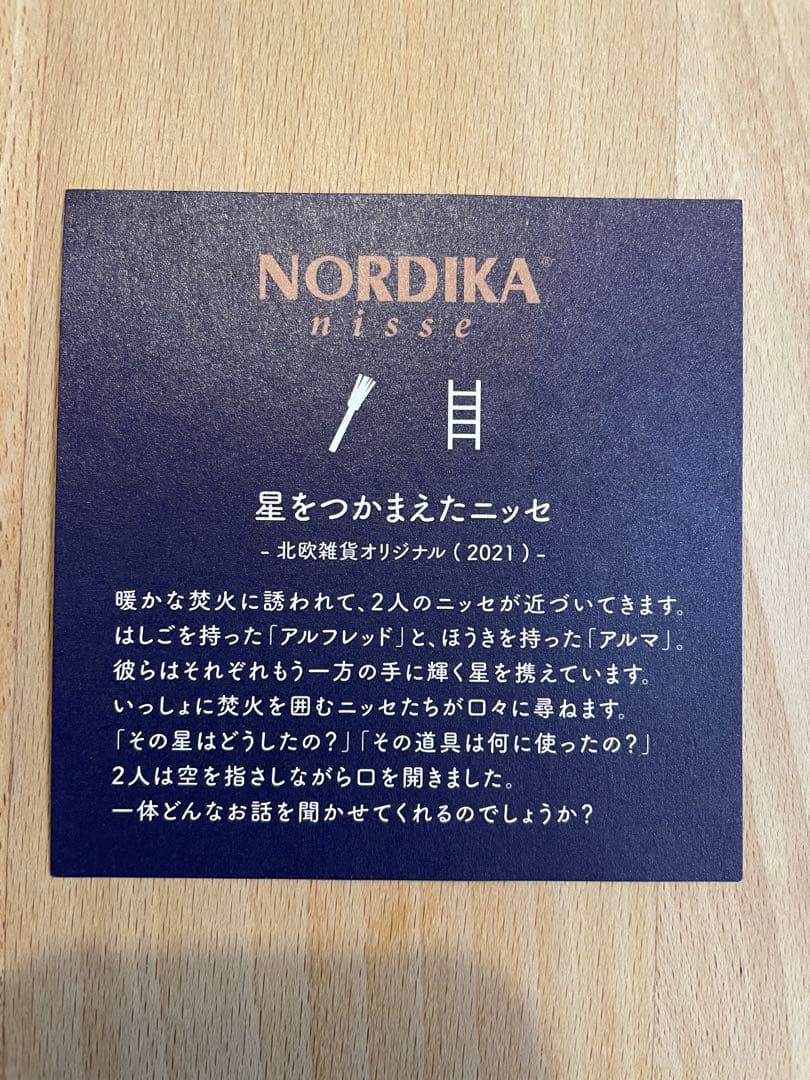 NORDIKA®
nisse
星をつかまえたニッセ
- 北欧雑貨オリジナル ( 2021 ) -
暖かな焚火に誘われて、2人のニッセが近づいてきます。
はしごを持った「アルフレッド」と、ほうきを持った「アルマ」。
彼らはそれぞれもう一方の手に輝く星を携えています。
いっしょに焚火を囲むニッセたちが口々に尋ねます。
「その星はどうしたの?」「その道具は何に使ったの?」
2人は空を指さしながら口を開きました。
一体どんなお話を聞かせてくれるのでしょうか?